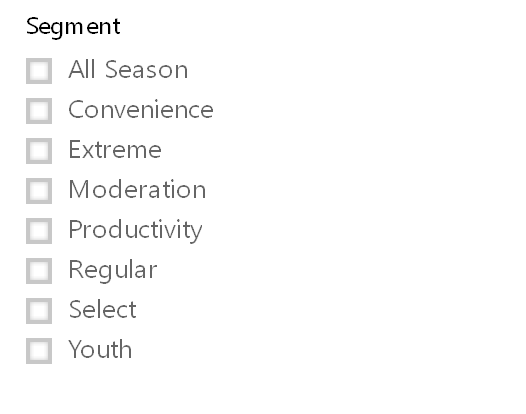 Segment
All Season
Convenience
Extreme
Moderation
Productivity
Regular
Select
Youth